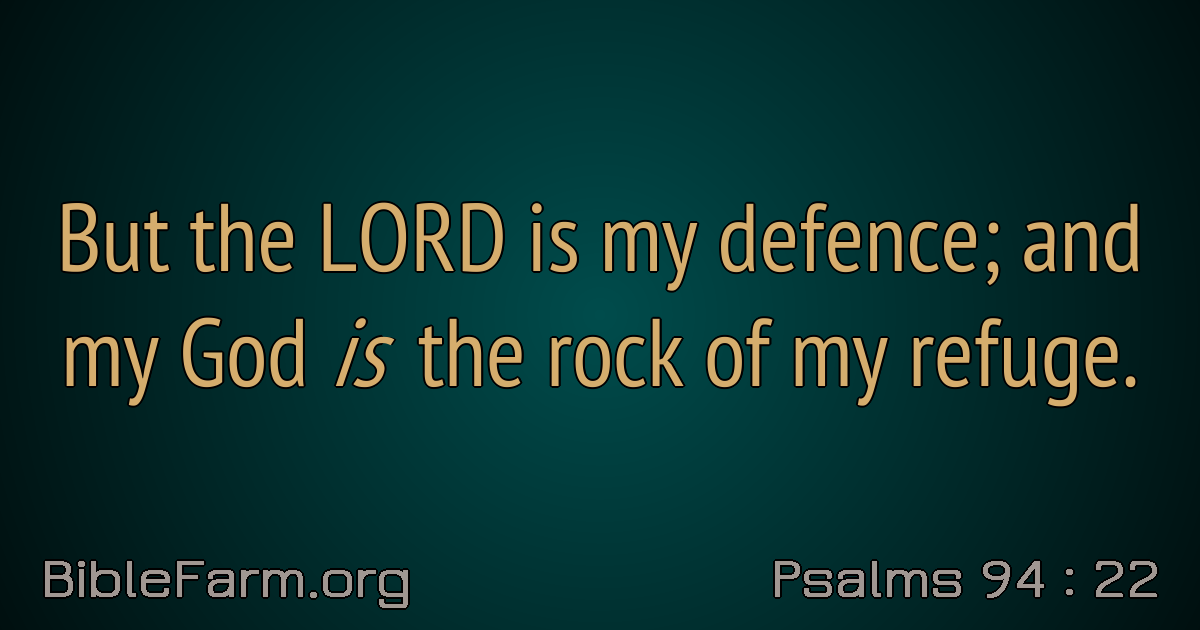 But the LORD is my defence; and
my God is the rock of my refuge.
BibleFarm.org
Psalms 94 : 22